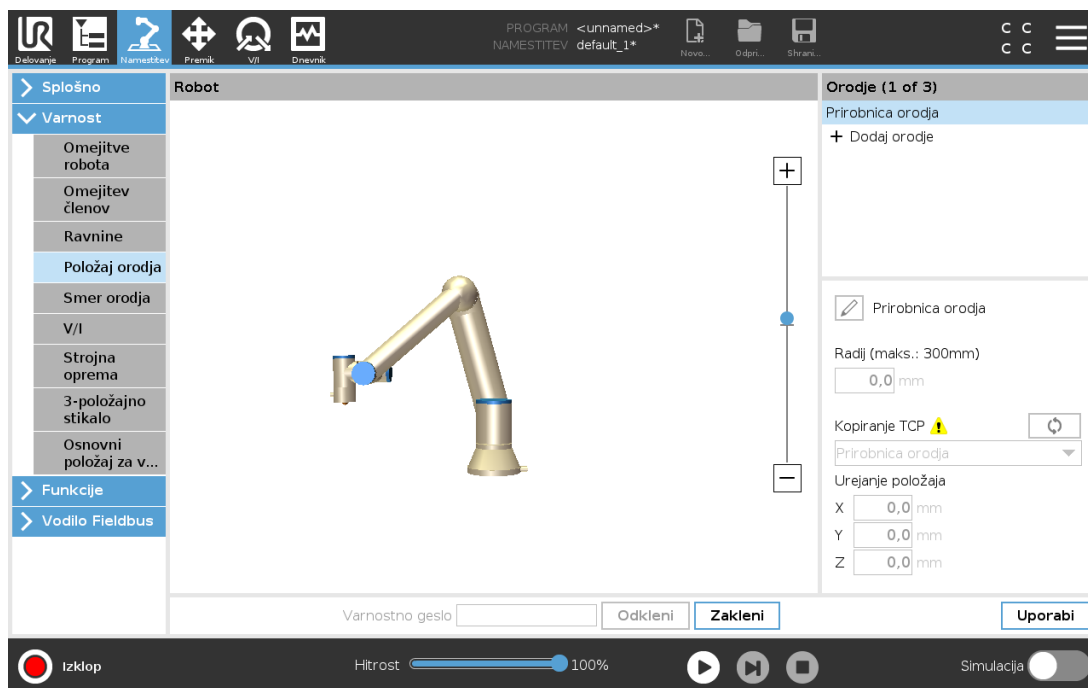 PROGRAM <unnamed>*
NAMESTITEV default_1*
Delovanje
Program
Namestitev
Premik
V/I
Dnevnik
Novo...
Odpri...
Shrani...
C C
C C
Splošno
Varnost
Omejitve
robota
Omejitev
členov
Ravnine
Položaj orodja
Smer orodja
V/I
Strojna
oprema
3-položajno
stikalo
Osnovni
položaj za v...
Funkcije
Vodilo Fieldbus
Robot
Orodje (1 of 3)
Prirobnica orodja
+ Dodaj orodje
Prirobnica orodja
Radij (maks.: 300mm)
0,0 mm
Kopiranje TCP
Prirobnica orodja
Urejanje položaja
X 0,0 mm
Y 0,0 mm
Z 0,0 mm
Varnostno geslo
Odkleni
Zakleni
Uporabi
Izklop
Hitrost
100%
Simulacija